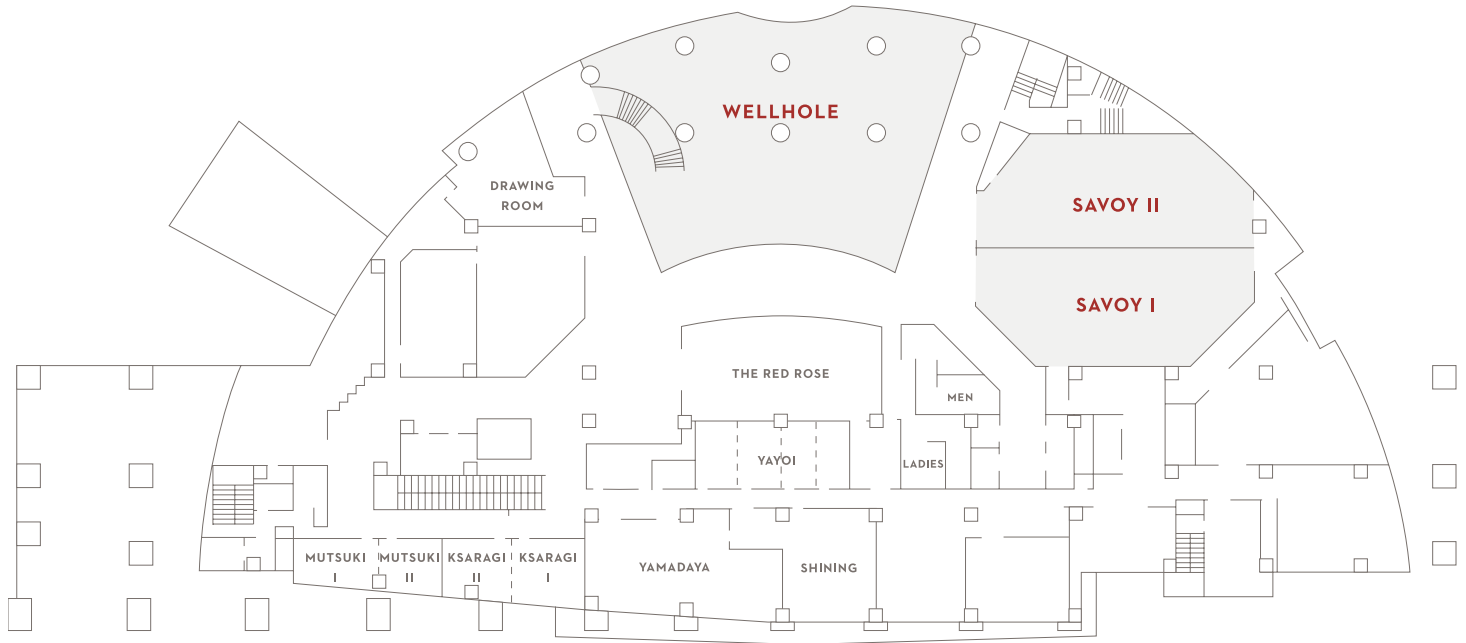 WELLHOLE
DRAWING
ROOM
SAVOY II
SAVOY I
THE RED ROSE
MEN
YAYOI
LADIES
MUTSUKI
I
MUTSUKI
II
KSARAGI
II
KSARAGI
I
YAMADAYA
SHINING